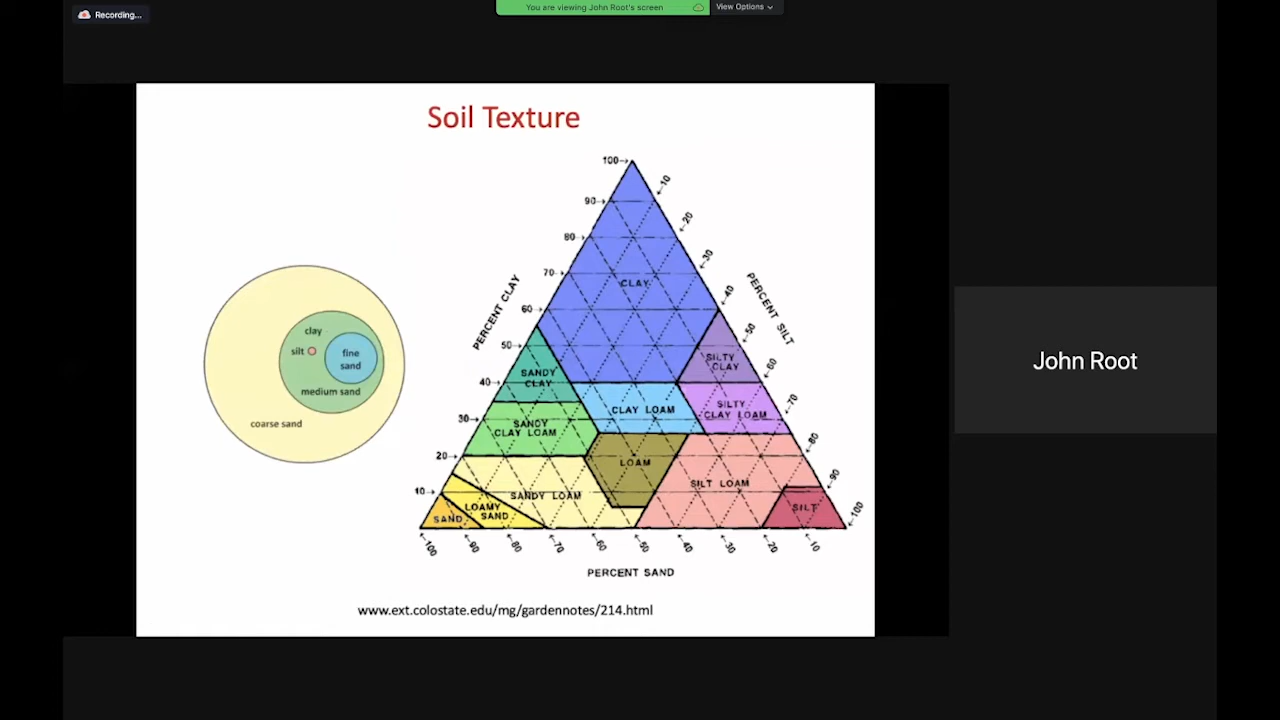 Recording...
You are viewing John Root's screen
View Options
Soil Texture
clay
silt
fine
sand
medium sand
coarse sand
100
90
80
70
60
50
40
30
20
10
PERCENT CLAY
10
20
30
40
50
60
70
80
90
100
PERCENT SILT
CLAY
SILTY
CLAY
SANDY
CLAY
CLAY LOAM
SILTY
CLAY LOAM
SANDY
CLAY LOAM
LOAM
SILT LOAM
SANDY LOAM
LOAMY
SAND
SAND
SILT
100
90
80
70
60
50
40
30
20
10
PERCENT SAND
www.ext.colostate.edu/mg/gardennotes/214.html
John Root